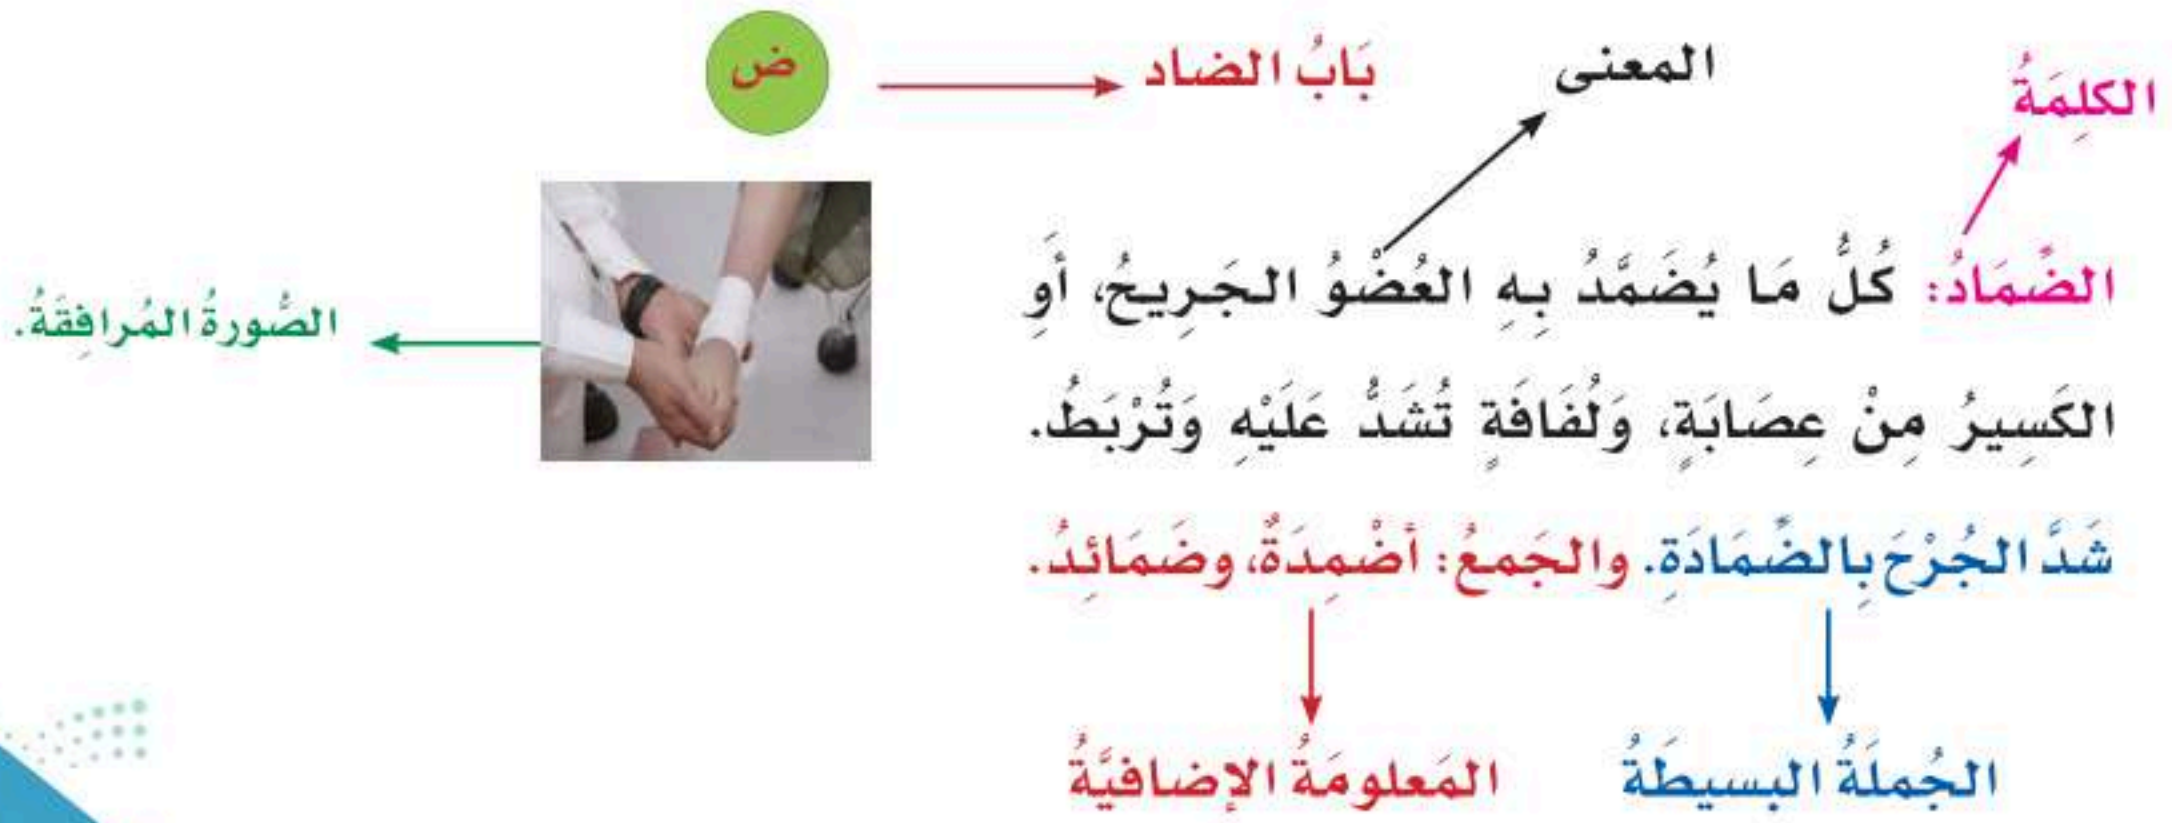 الكلِمَةُ
المعنى
بَابُ الضاد
ض
الضِّمَادُ: كُلُّ مَا يُضَمَّدُ بِهِ العُضْوُ الجَرِيحُ، أَوِ
الكَسِيرُ مِنْ عِصَابَةٍ، وَلُفَافَةٍ تُشَدُّ عَلَيْهِ وَتُرْبَطُ.
شَدَّ الجُرْحَ بِالضِّمَادَةِ. والجَمعُ: أضْمِدَةٌ، وضَمَائِدُ.
الصُّورةُ المُرافِقَةُ.
الجُملَةُ البسيطَةُ
المَعلومَةُ الإضافيَّةُ